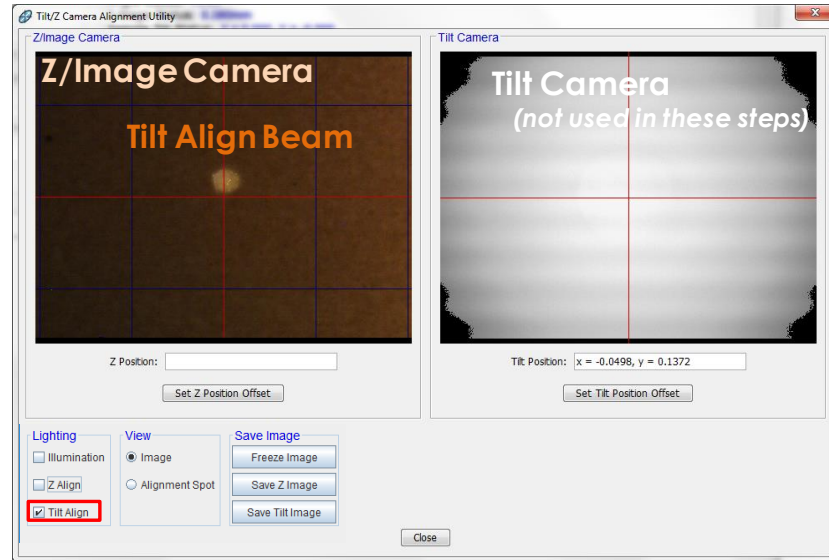 Tilt/Z Camera Alignment Utility
Z/Image Camera
Z/Image Camera
Tilt Align Beam
Z Position:
Set Z Position Offset
Tilt Camera
Tilt Camera
(not used in these steps)
Tilt Position: x = -0.0498, y = 0.1372
Set Tilt Position Offset
Lighting
Illumination
Z Align
Tilt Align
View
Image
Alignment Spot
Save Image
Freeze Image
Save Z Image
Save Tilt Image
Close